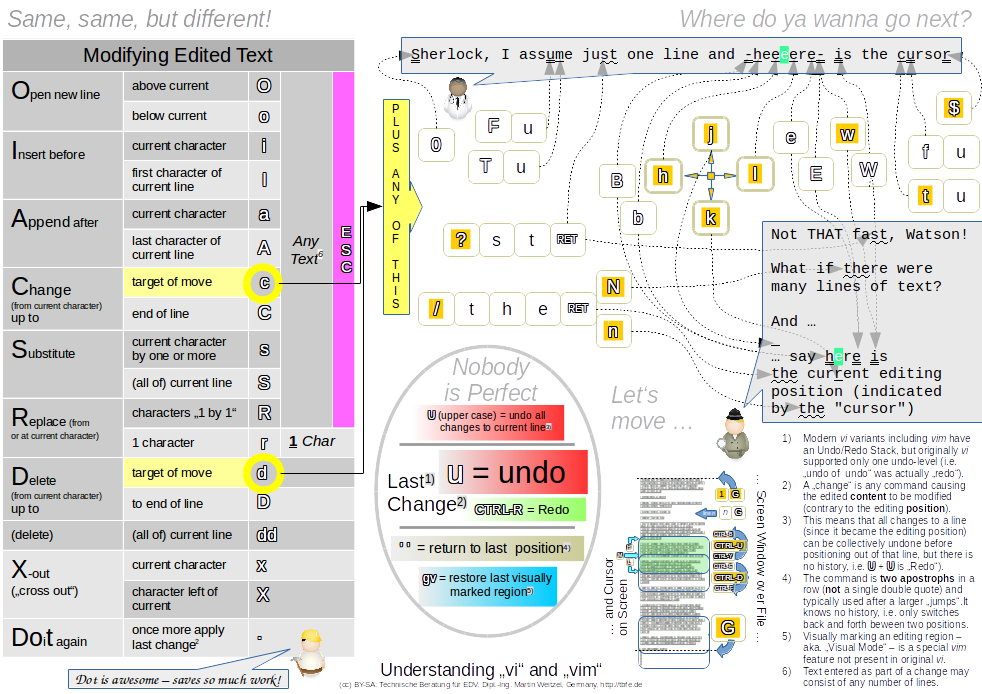 Same, same, but different!
Where do ya wanna go next?
Modifying Edited Text
Open new line
above current
O
below current
o
Insert before
current character
i
first character of
current line
I
Append after
current character
a
last character of
current line
A
Change
(from current character)
up to
target of move
c
end of line
C
Substitute
current character
by one or more
s
(all of) current line
S
Replace (from
or at current character)
characters „1 by 1“
R
1 character
r
1 Char
Delete
(from current character)
up to
target of move
d
to end of line
D
(delete)
(all of) current line
dd
X-out
(„cross out“)
current character
x
character left of
current
X
Do it again
once more apply
last change2
.
Any
Text6
ESC
Dot is awesome – saves so much work!
PLUS ANY OF THIS
Sherlock, I assume just one line and -heeeere- is the cursor
0
F u
T u
? s t RET
/ t h e RET
N
n
B
b
h
j
k
l
e
E
w
W
$
f u
t u
Not THAT fast, Watson!
What if there were
many lines of text?
And …
… say here is
the current editing
position (indicated
by the "cursor")
Nobody
is Perfect
U (upper case) = undo all
changes to current line3)
Last1)
Change2)
u = undo
CTRL-R = Redo
'' = return to last position4)
gv = restore last visually
marked region5)
Let's
move …
1 G
n G
CTRL-U
CTRL-Y
CTRL-E
CTRL-D
G
Screen Window over File …
… and Cursor
on Screen
1) Modern vi variants including vim have
an Undo/Redo Stack, but originally vi
supported only one undo-level (i.e.
„undo of undo“ was actually „redo“).
2) A „change“ is any command causing
the edited content to be modified
(contrary to the editing position).
3) This means that all changes to a line
(since it became the editing position)
can be collectively undone before
positioning out of that line, but there is
no history, i.e. U + U is „Redo“).
4) The command is two apostrophs in a
row (not a single double quote) and
typically used after a larger „jumps“.It
knows no history, i.e. only switches
back and forth beween two positions.
5) Visually marking an editing region –
aka. „Visual Mode“ – is a special vim
feature not present in original vi.
6) Text entered as part of a change may
consist of any number of lines.
Understanding „vi“ and „vim“
(cc) BY-SA: Technische Beratung für EDV, Dipl.-Ing. Martin Weitzel, Germany, http://tbfe.de